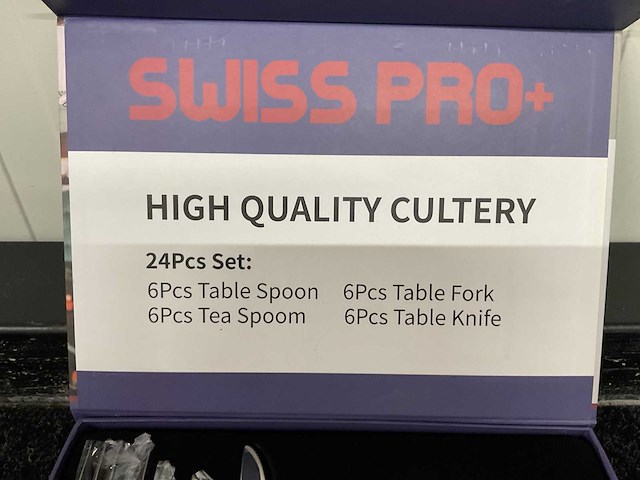 SWISS PRO+
HIGH QUALITY CULTERY
24Pcs Set:
6Pcs Table Spoon 6Pcs Table Fork
6Pcs Tea Spoom 6Pcs Table Knife